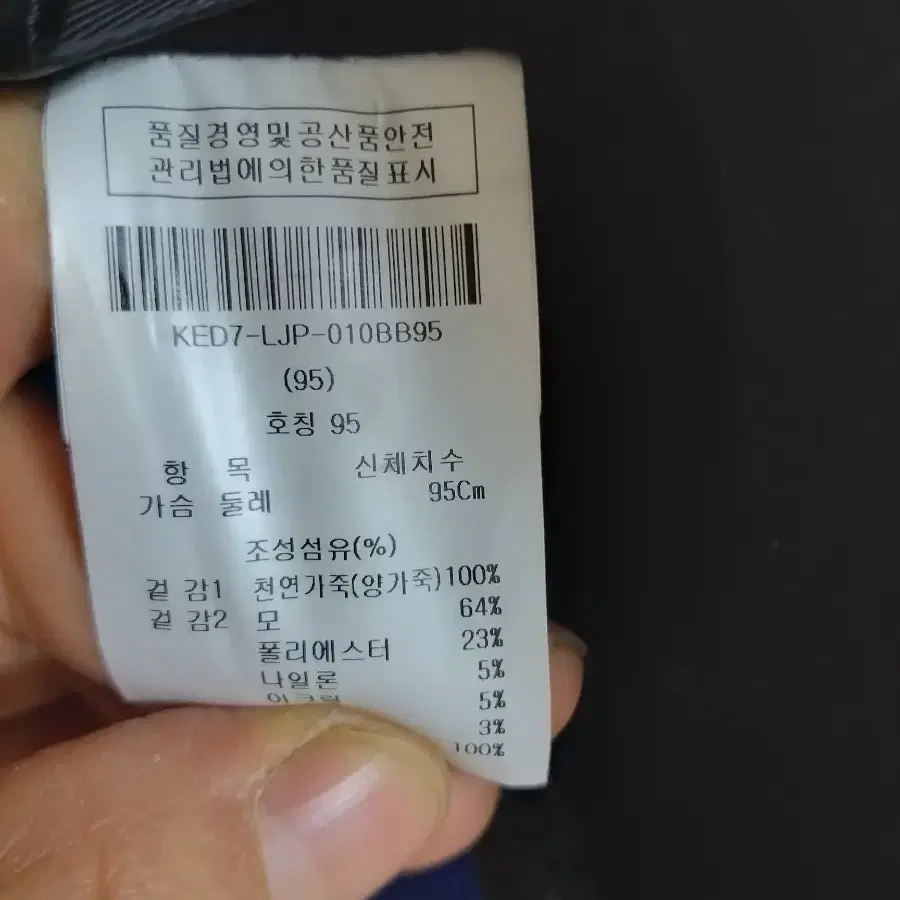 품질경영및공산품안전
관리법에의한품질표시
KED7-LJP-010BB95
(95)
호칭 95
항 목 신체치수
가슴 둘레 95Cm
조성섬유(%)
겉 감1 천연가죽(양가죽)100%
겉 감2 모 64%
폴리에스터 23%
나일론 5%
5%
3%
100%